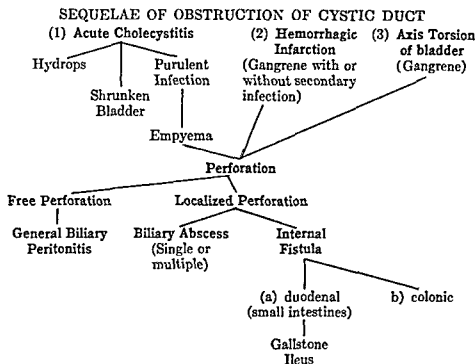 SEQUELAE OF OBSTRUCTION OF CYSTIC DUCT
(1) Acute Cholecystitis
(2) Hemorrhagic
Infarction
(Gangrene with or
without secondary
infection)
(3) Axis Torsion
of bladder
(Gangrene)
Hydrops
Shrunken
Bladder
Purulent
Infection
Empyema
Perforation
Free Perforation
Localized Perforation
General Biliary
Peritonitis
Biliary Abscess
(Single or
multiple)
Internal
Fistula
(a) duodenal
(small intestines)
b) colonic
Gallstone
Ileus